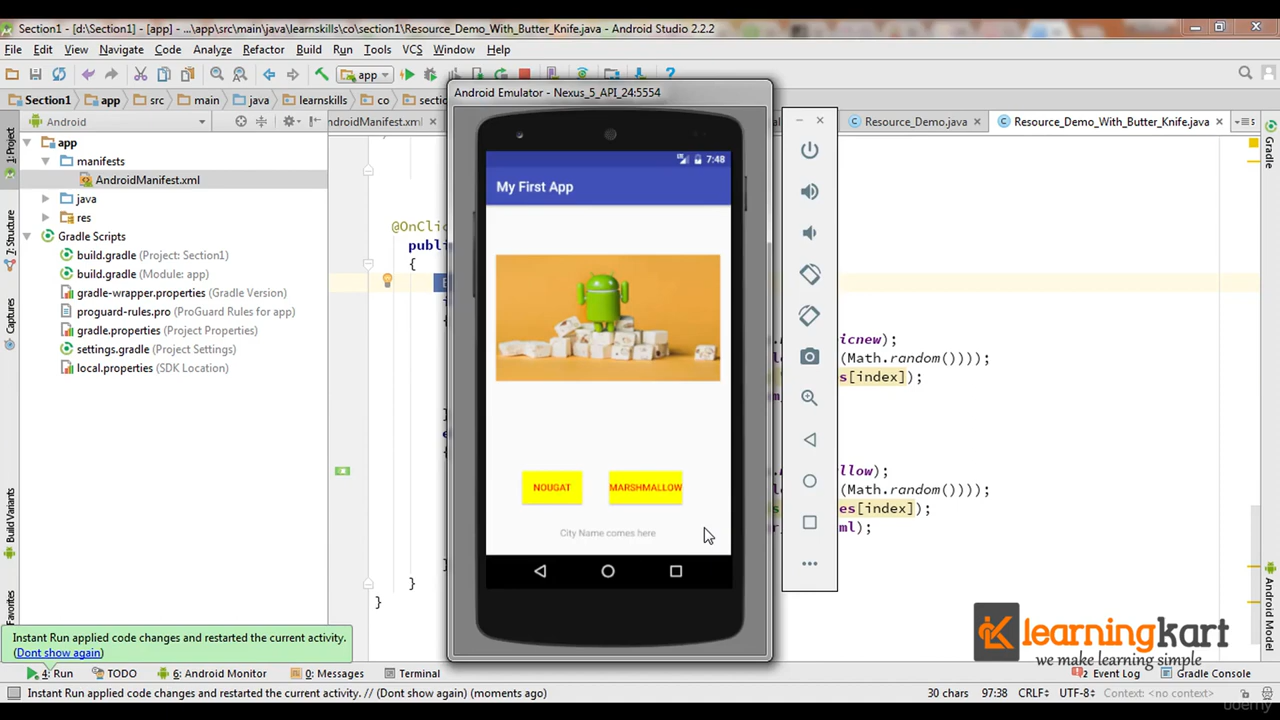 Section1 - [d:\Section1] - [app] - ...\app\src\main\java\learnskills\co\section1\Resource_Demo_With_Butter_Knife.java - Android Studio 2.2.2
File Edit View Navigate Code Analyze Refactor Build Run Tools VCS Window Help
app
Section1 app src main java learnskills co
Android
AndroidManifest.xml
Resource_Demo.java
Resource_Demo_With_Butter_Knife.java
Android Emulator - Nexus_5_API_24:5554
1: Project
7: Structure
Captures
Build Variants
Favorites
Gradle
Android Model
app
manifests
AndroidManifest.xml
java
res
Gradle Scripts
build.gradle (Project: Section1)
build.gradle (Module: app)
gradle-wrapper.properties (Gradle Version)
proguard-rules.pro (ProGuard Rules for app)
gradle.properties (Project Properties)
settings.gradle (Project Settings)
local.properties (SDK Location)
@OnClic
publi
{
7:48
My First App
NOUGAT MARSHMALLOW
City Name comes here
icnew);
(Math.random())));
s[index]);
llow);
(Math.random())));
es[index]);
ml);
}
}
Instant Run applied code changes and restarted the current activity.
(Dont show again)
learningkart
we make learning simple
4: Run TODO 6: Android Monitor 0: Messages Terminal 2 Event Log Gradle Console
Instant Run applied code changes and restarted the current activity. // (Dont show again) (moments ago) 30 chars 97:38 CRLF UTF-8 Context: <no context>
udemy